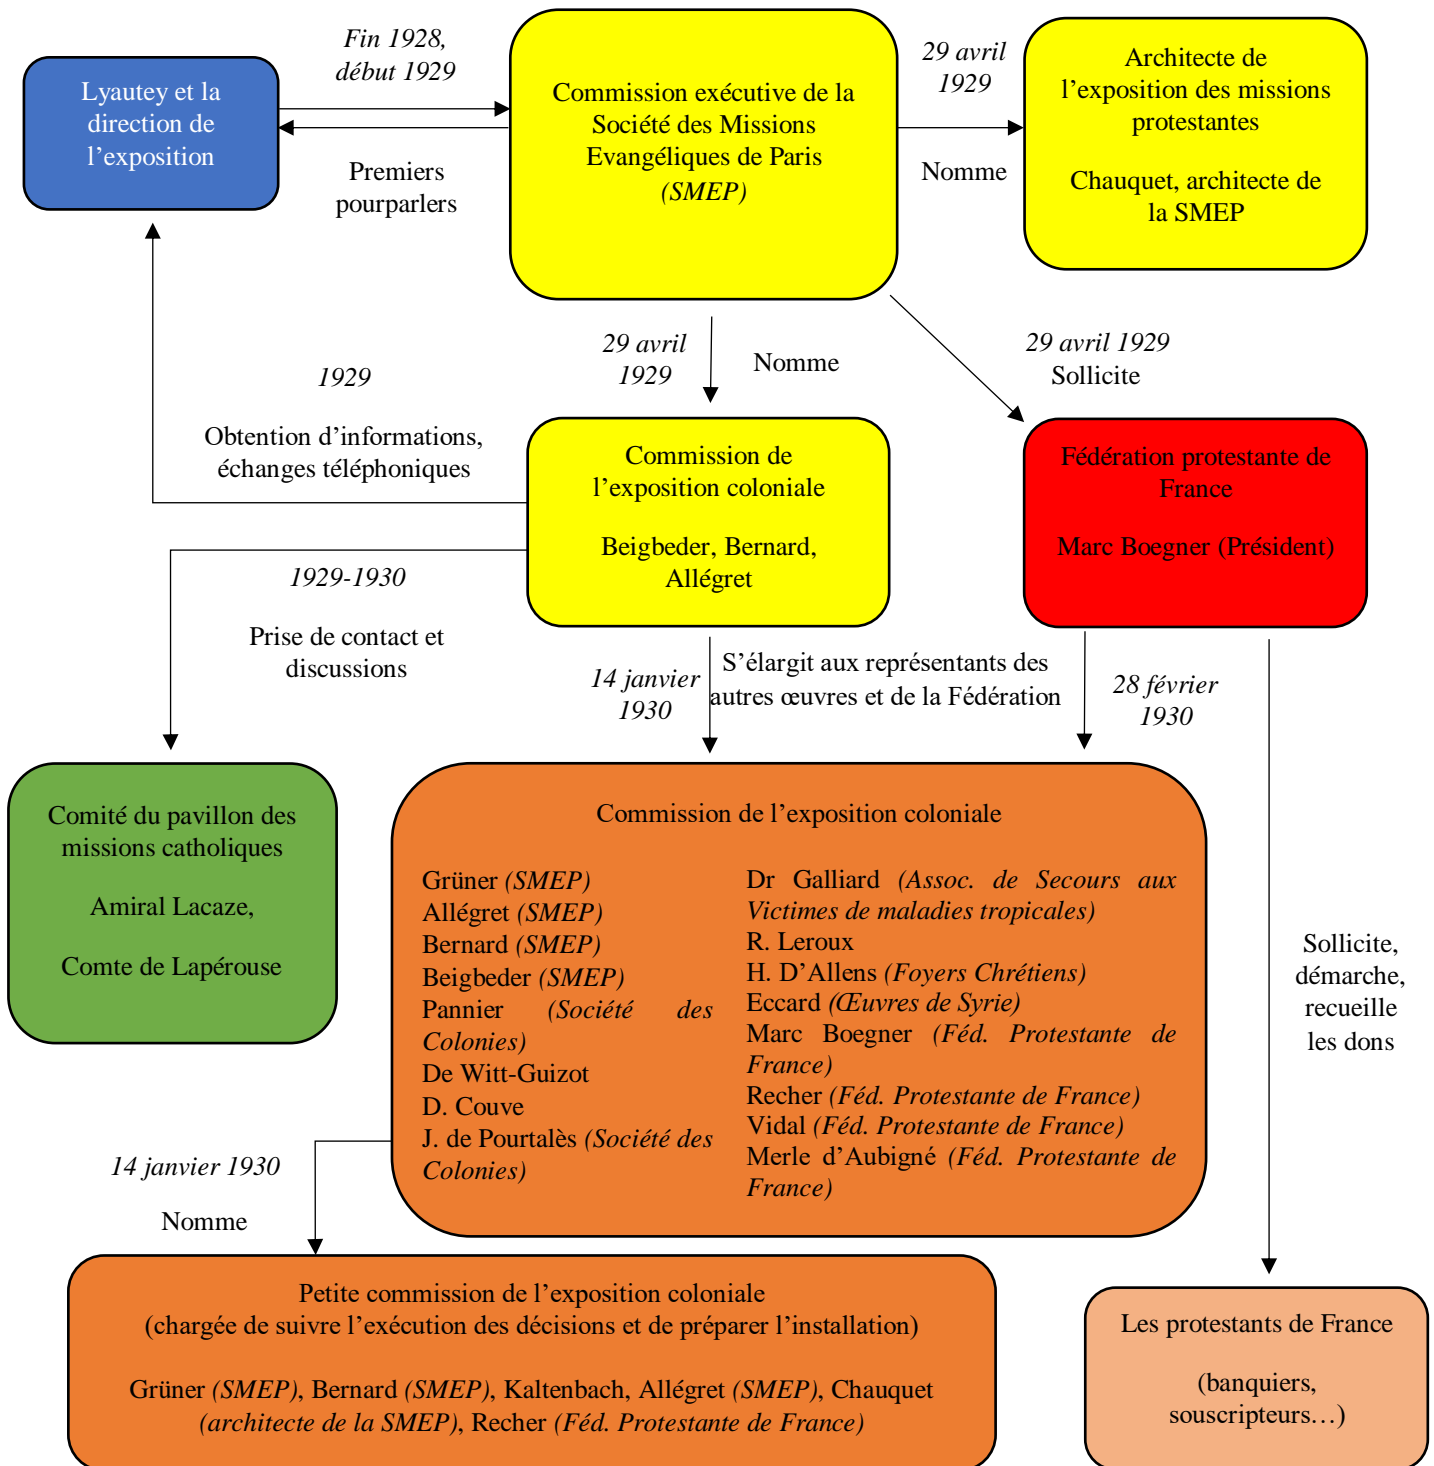 Fin 1928,
début 1929
Lyautey et la
direction de
l’exposition
Premiers
pourparlers
Commission exécutive de la
Société des Missions
Evangéliques de Paris
(SMEP)
29 avril
1929
Nomme
Architecte de
l’exposition des missions
protestantes
Chauquet, architecte de
la SMEP
29 avril
1929
Nomme
29 avril 1929
Sollicite
1929
Obtention d’informations,
échanges téléphoniques
Commission de
l’exposition coloniale
Beigbeder, Bernard,
Allégret
Fédération protestante de
France
Marc Boegner (Président)
1929-1930
Prise de contact et
discussions
14 janvier
1930
S’élargit aux représentants des
autres œuvres et de la Fédération
28 février
1930
Comité du pavillon des
missions catholiques
Amiral Lacaze,
Comte de Lapérouse
Commission de l’exposition coloniale
Grüner (SMEP)
Allégret (SMEP)
Bernard (SMEP)
Beigbeder (SMEP)
Pannier (Société des
Colonies)
De Witt-Guizot
D. Couve
J. de Pourtalès (Société des
Colonies)
Dr Galliard (Assoc. de Secours aux
Victimes de maladies tropicales)
R. Leroux
H. D’Allens (Foyers Chrétiens)
Eccard (Œuvres de Syrie)
Marc Boegner (Féd. Protestante de
France)
Recher (Féd. Protestante de France)
Vidal (Féd. Protestante de France)
Merle d’Aubigné (Féd. Protestante de
France)
Sollicite,
démarche,
recueille
les dons
14 janvier 1930
Nomme
Petite commission de l’exposition coloniale
(chargée de suivre l’exécution des décisions et de préparer l’installation)
Grüner (SMEP), Bernard (SMEP), Kaltenbach, Allégret (SMEP), Chauquet
(architecte de la SMEP), Recher (Féd. Protestante de France)
Les protestants de France
(banquiers,
souscripteurs…)